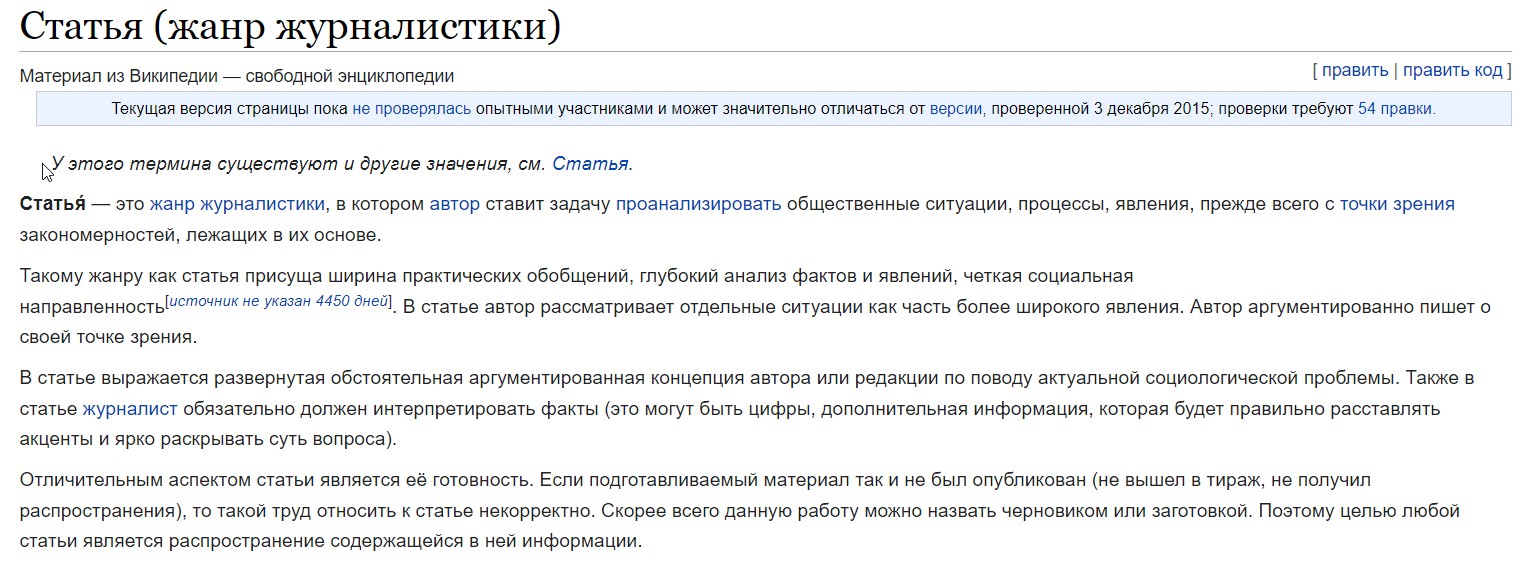 Статья (жанр журналистики)
Материал из Википедии — свободной энциклопедии
[ править | править код ]
Текущая версия страницы пока не проверялась опытными участниками и может значительно отличаться от версии, проверенной 3 декабря 2015; проверки требуют 54 правки.
У этого термина существуют и другие значения, см. Статья.
Статья́ — это жанр журналистики, в котором автор ставит задачу проанализировать общественные ситуации, процессы, явления, прежде всего с точки зрения
закономерностей, лежащих в их основе.
Такому жанру как статья присуща ширина практических обобщений, глубокий анализ фактов и явлений, четкая социальная
направленность[источник не указан 4450 дней]. В статье автор рассматривает отдельные ситуации как часть более широкого явления. Автор аргументированно пишет о
своей точке зрения.
В статье выражается развернутая обстоятельная аргументированная концепция автора или редакции по поводу актуальной социологической проблемы. Также в
статье журналист обязательно должен интерпретировать факты (это могут быть цифры, дополнительная информация, которая будет правильно расставлять
акценты и ярко раскрывать суть вопроса).
Отличительным аспектом статьи является её готовность. Если подготавливаемый материал так и не был опубликован (не вышел в тираж, не получил
распространения), то такой труд относить к статье некорректно. Скорее всего данную работу можно назвать черновиком или заготовкой. Поэтому целью любой
статьи является распространение содержащейся в ней информации.